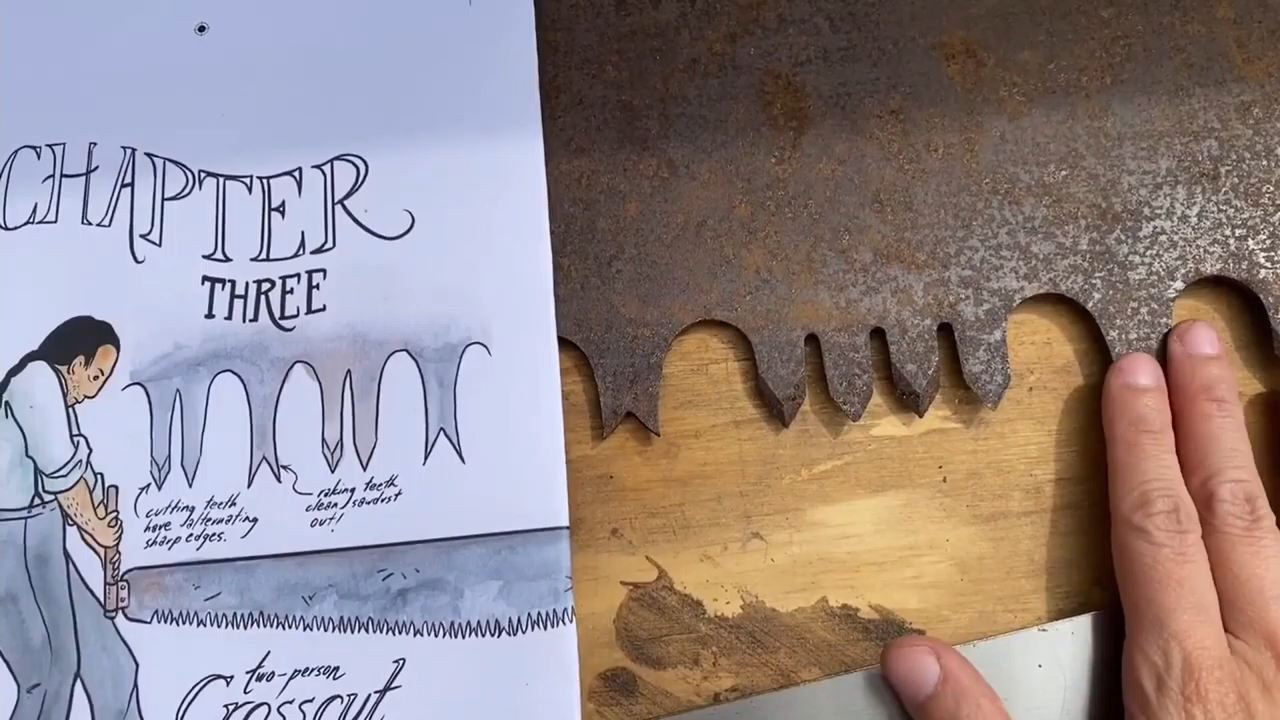 CHAPTER
THREE
cutting teeth
have alternating
sharp edges.
raking teeth
clean sawdust
out!
two-person
Crosscut